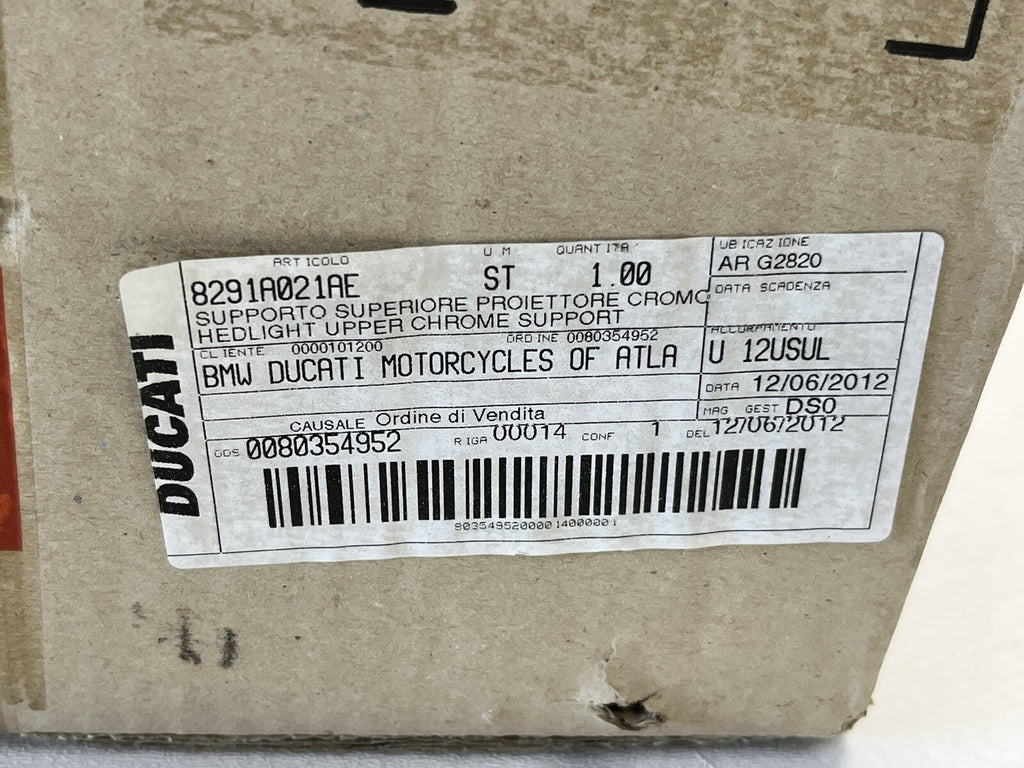 DUCATI
ARTICOLO U M QUANTITA' UBICAZIONE
8291A021AE ST 1.00 AR G2820
SUPPORTO SUPERIORE PROIETTORE CROMO DATA SCADENZA
HEDLIGHT UPPER CHROME SUPPORT
CLIENTE 0000101200 ORDINE 0080354952 ALLORPAMENTO
BMW DUCATI MOTORCYCLES OF ATLA U 12USUL
DATA 12/06/2012
CAUSALE Ordine di Vendita MAG GEST DS0
ODS 0080354952 RIGA 00014 CONF 1 DEL 12/06/2012
80354952000014000001